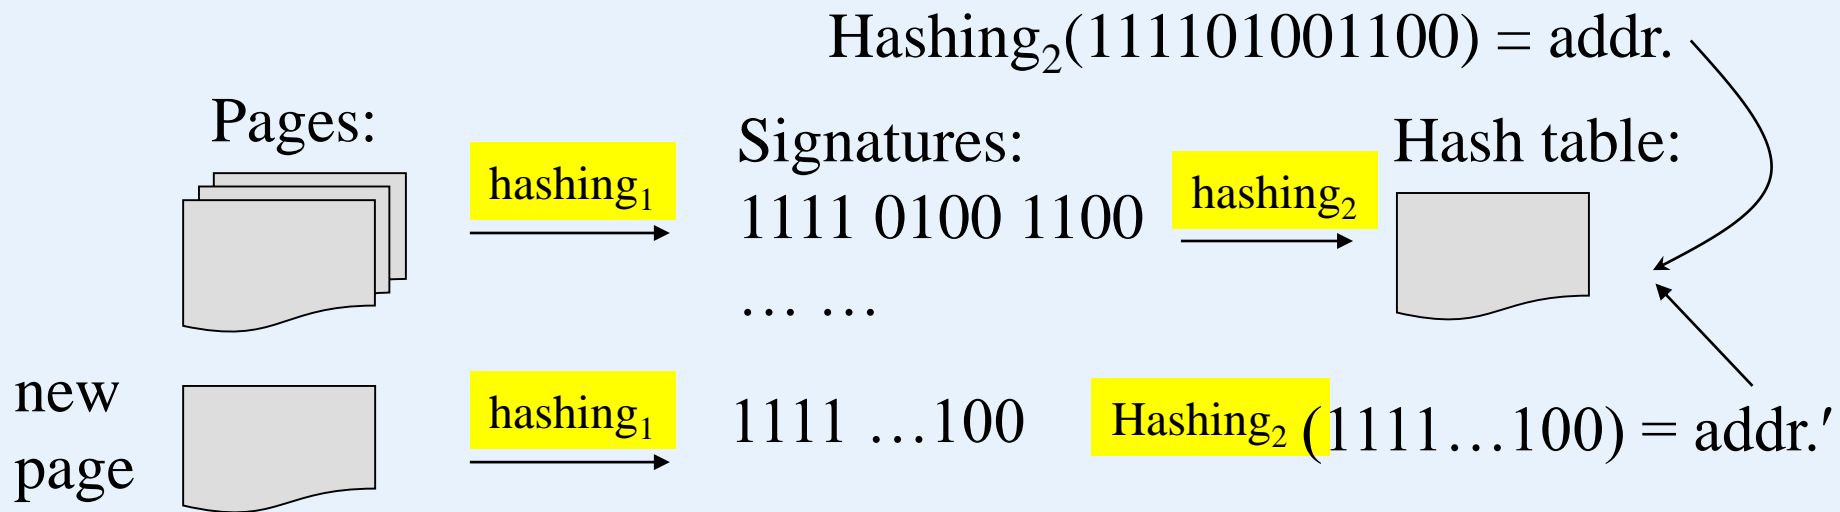 Hashing₂(111101001100) = addr.
Pages:
Signatures:
Hash table:
hashing₁
hashing₂
1111 0100 1100
… …
new
page
hashing₁
1111 …100
Hashing₂ (1111…100) = addr.′